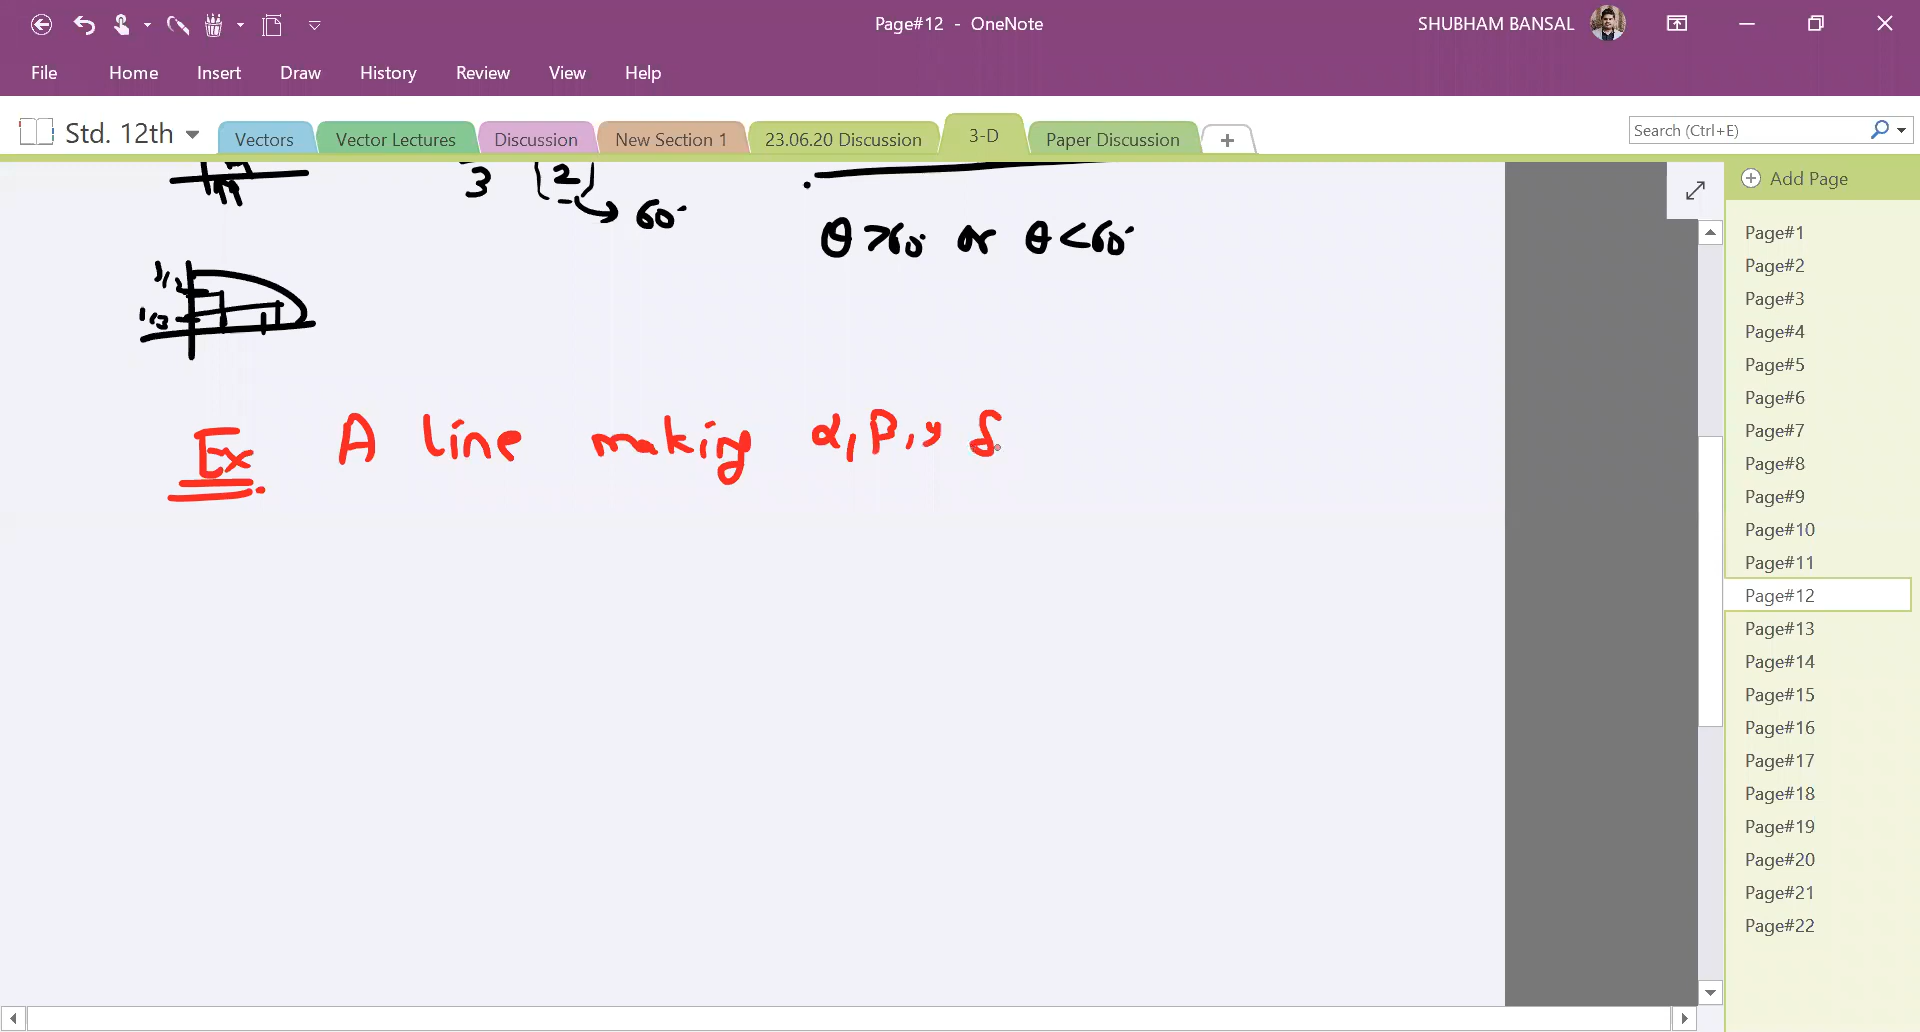 Page#12 - OneNote
SHUBHAM BANSAL
File Home Insert Draw History Review View Help
Std. 12th
Vectors
Vector Lectures
Discussion
New Section 1
23.06.20 Discussion
3-D
Paper Discussion
Search (Ctrl+E)
3 2
60°
θ >60° or θ <60°
Ex A line making α, β, γ δ
Add Page
Page#1
Page#2
Page#3
Page#4
Page#5
Page#6
Page#7
Page#8
Page#9
Page#10
Page#11
Page#12
Page#13
Page#14
Page#15
Page#16
Page#17
Page#18
Page#19
Page#20
Page#21
Page#22